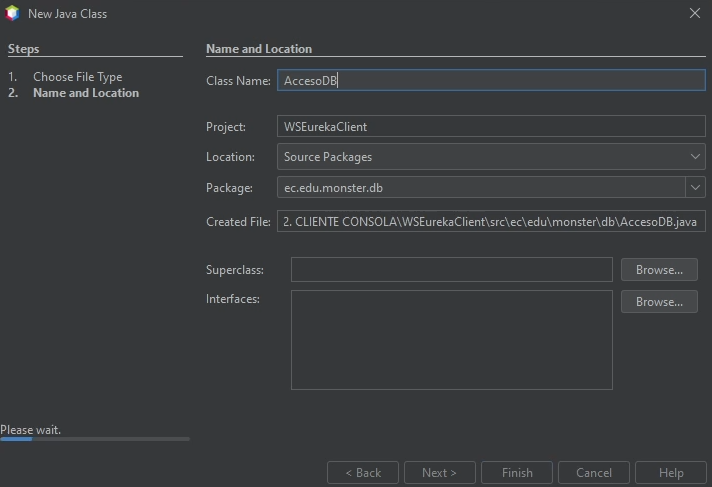 New Java Class
Steps
1. Choose File Type
2. Name and Location
Name and Location
Class Name: AccesoDB
Project: WSEurekaClient
Location: Source Packages
Package: ec.edu.monster.db
Created File: 2. CLIENTE CONSOLA\WSEurekaClient\src\ec\edu\monster\db\AccesoDB.java
Superclass: Browse...
Interfaces: Browse...
Please wait.
< Back Next > Finish Cancel Help